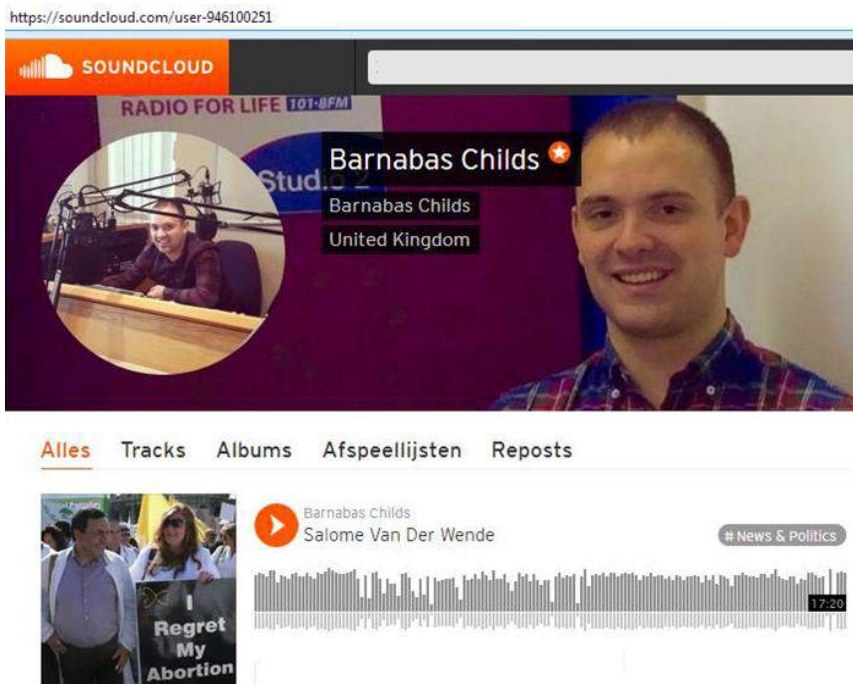 https://soundcloud.com/user-946100251
SOUNDCLOUD
RADIO FOR LIFE 101·8FM
Studio 2
Barnabas Childs
Barnabas Childs
United Kingdom
Alles Tracks Albums Afspeellijsten Reposts
Barnabas Childs
Salome Van Der Wende
# News & Politics
17:20
I
Regret
My
Abortion